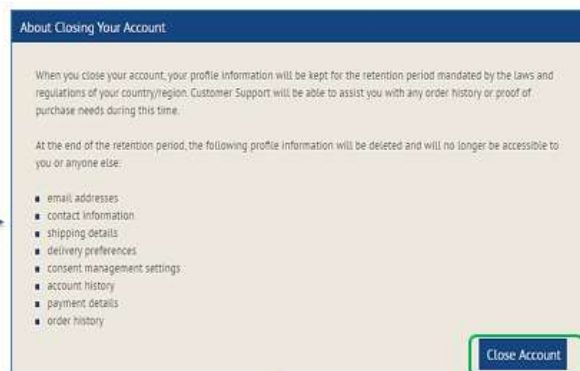 About Closing Your Account
When you close your account, your profile information will be kept for the retention period mandated by the laws and
regulations of your country/region. Customer Support will be able to assist you with any order history or proof of
purchase needs during this time.
At the end of the retention period, the following profile information will be deleted and will no longer be accessible to
you or anyone else:
email addresses
contact information
shipping details
delivery preferences
consent management settings
account history
payment details
order history
Close Account